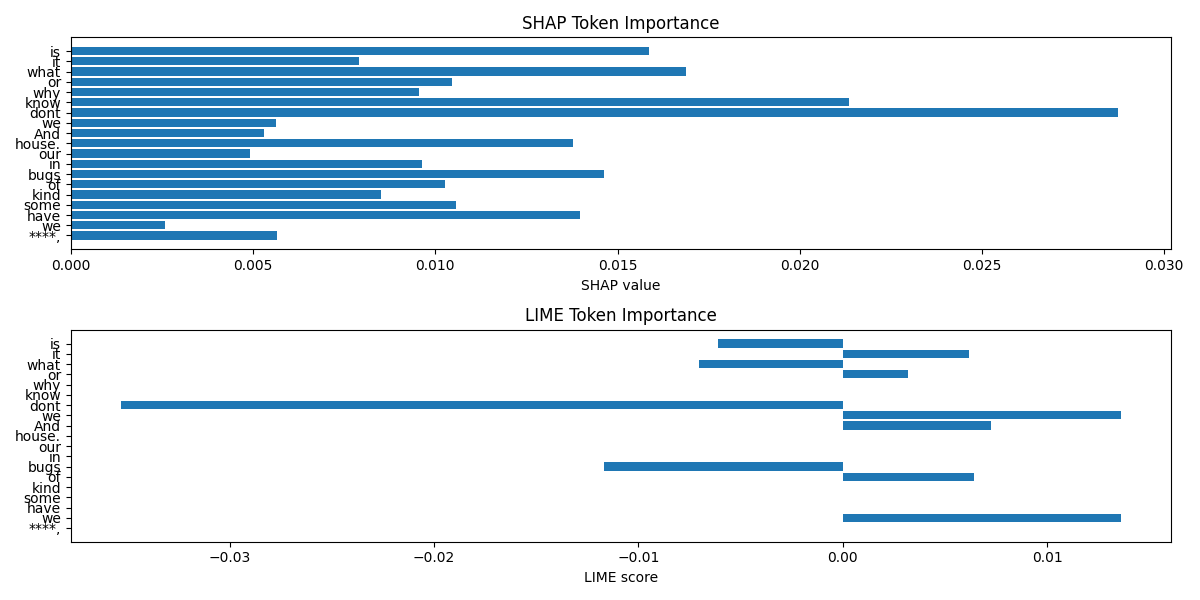 SHAP Token Importance
is
it
what
or
why
know
dont
we
And
house.
our
in
bugs
of
kind
some
have
we
****,
0.000 0.005 0.010 0.015 0.020 0.025 0.030
SHAP value
LIME Token Importance
is
it
what
or
why
know
dont
we
And
house.
our
in
bugs
of
kind
some
have
we
****,
−0.03 −0.02 −0.01 0.00 0.01
LIME score